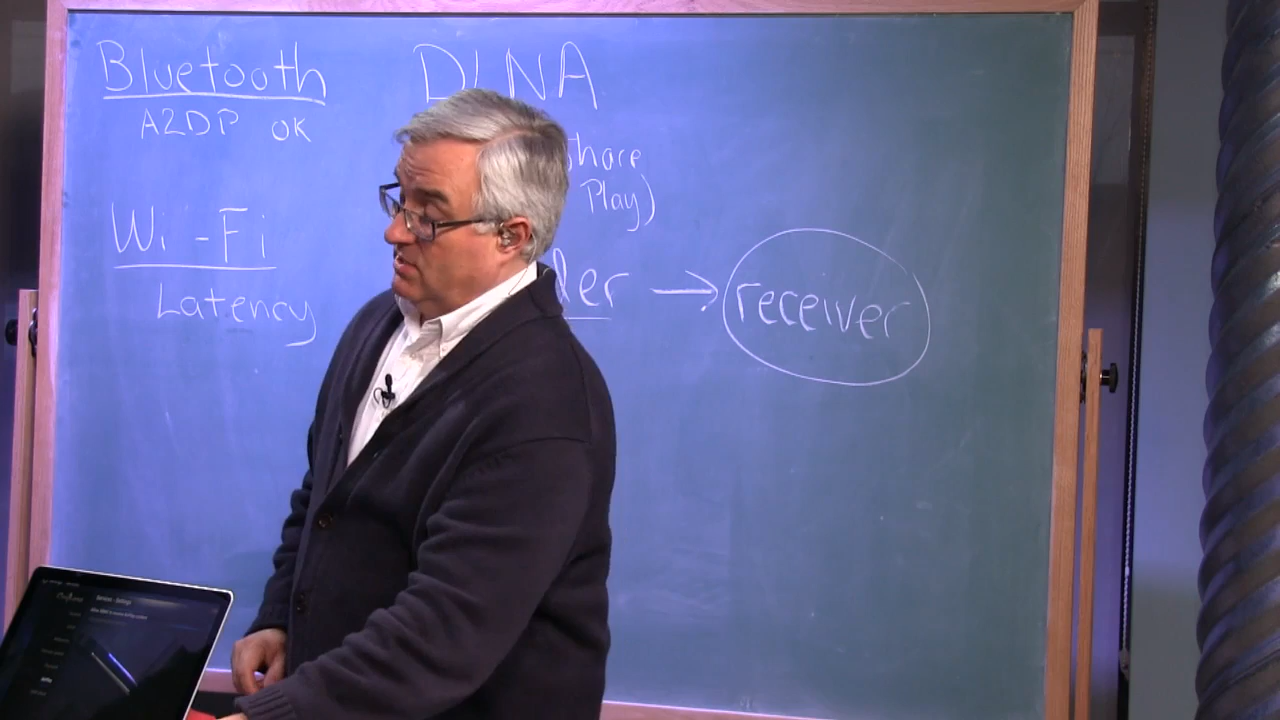 Bluetooth
A2DP OK
Wi-Fi
Latency
DLNA
share
Play)
der → receiver